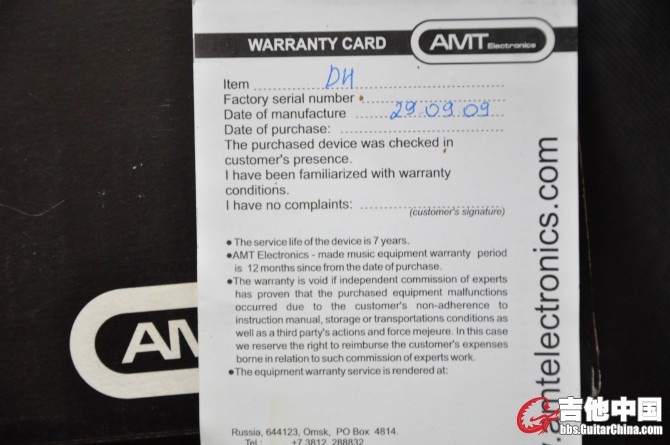 WARRANTY CARD
AMT Electronics
Item DH
Factory serial number
Date of manufacture 29.09.09
Date of purchase:
The purchased device was checked in
customer's presence.
I have been familiarized with warranty
conditions.
I have no complaints:
(customer's signature)
●The service life of the device is 7 years.
●AMT Electronics - made music equipment warranty period
is 12 months since from the date of purchase.
●The warranty is void if independent commission of experts
has proven that the purchased equipment malfunctions
occurred due to the customer's non-adherence to
instruction manual, storage or transportations conditions as
well as a third party's actions and force mejeure. In this case
we reserve the right to reimburse the customer's expenses
borne in relation to such commission of experts work.
●The equipment warranty service is rendered at:
Russia, 644123, Omsk, PO Box 4814.
Tel.: +7 3812 288832
.amtelectronics.com
AM
吉他中国
bbs.GuitarChina.com